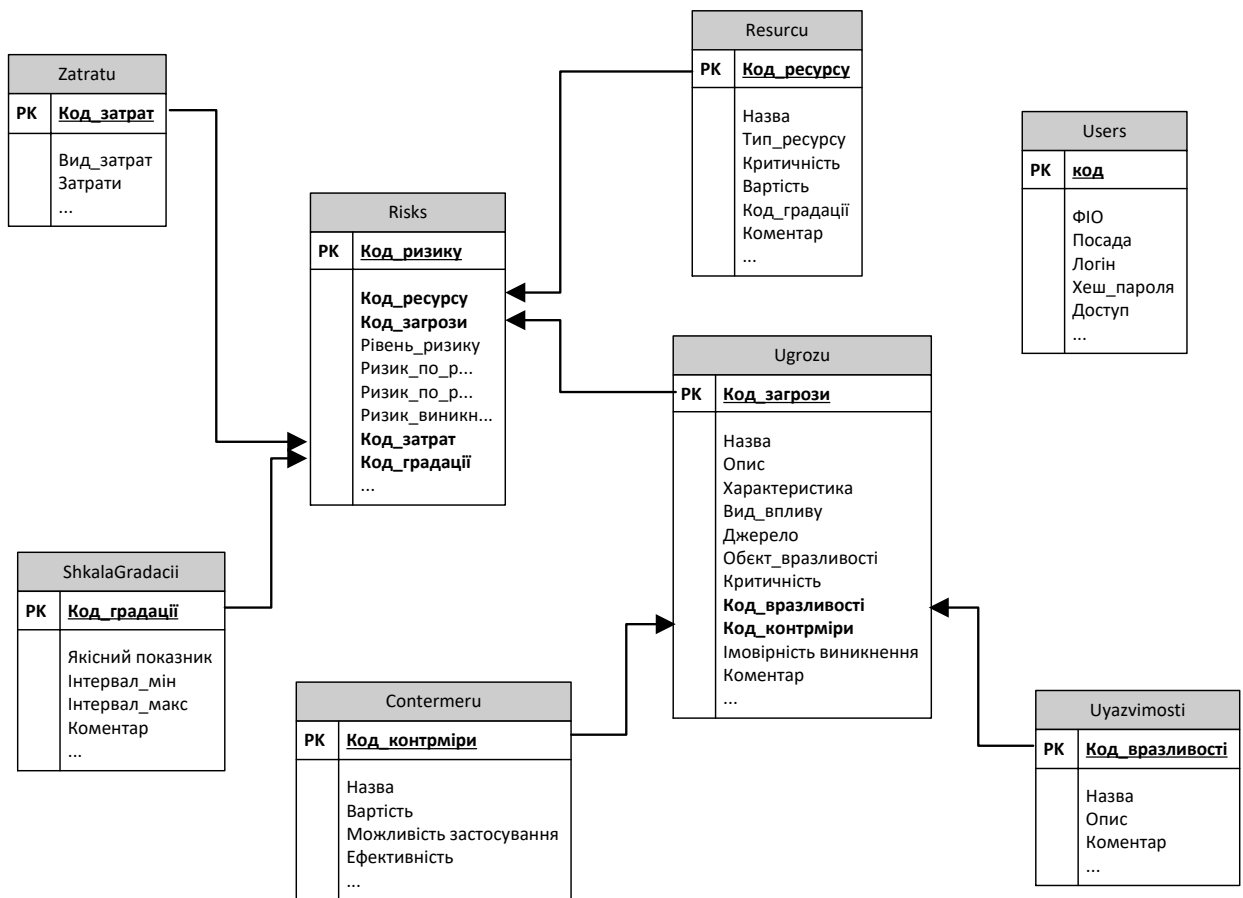 Zatratu
PK Код_затрат
Вид_затрат
Затрати
...
Resurcu
PK Код_ресурсу
Назва
Тип_ресурсу
Критичність
Вартість
Код_градації
Коментар
...
Users
PK код
ФІО
Посада
Логін
Хеш_пароля
Доступ
...
Risks
PK Код_ризику
Код_ресурсу
Код_загрози
Рівень_ризику
Ризик_по_р...
Ризик_по_р...
Ризик_виникн...
Код_затрат
Код_градації
...
Ugrozu
PK Код_загрози
Назва
Опис
Характеристика
Вид_впливу
Джерело
Обєкт_вразливості
Критичність
Код_вразливості
Код_контрміри
Імовірність виникнення
Коментар
...
ShkalaGradacii
PK Код_градації
Якісний показник
Інтервал_мін
Інтервал_макс
Коментар
...
Contermeru
PK Код_контрміри
Назва
Вартість
Можливість застосування
Ефективність
...
Uyazvimosti
PK Код_вразливості
Назва
Опис
Коментар
...